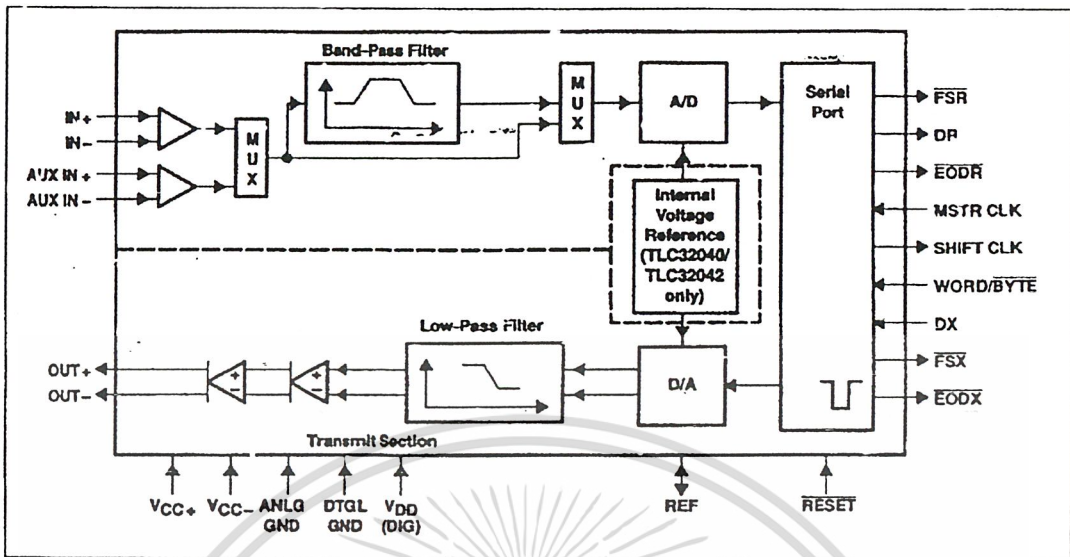 Band-Pass Filter
IN+
IN−
AUX IN+
AUX IN−
M
U
X
M
U
X
A/D
Serial
Port
FSR
DR
EODR
MSTR CLK
SHIFT CLK
WORD/BYTE
DX
FSX
EODX
Internal
Voltage
Reference
(TLC32040/
TLC32042
only)
Low-Pass Filter
D/A
+
−
+
−
OUT+
OUT−
Transmit Section
VCC+
VCC−
ANLG
GND
DTGL
GND
VDD
(DIG)
REF
RESET